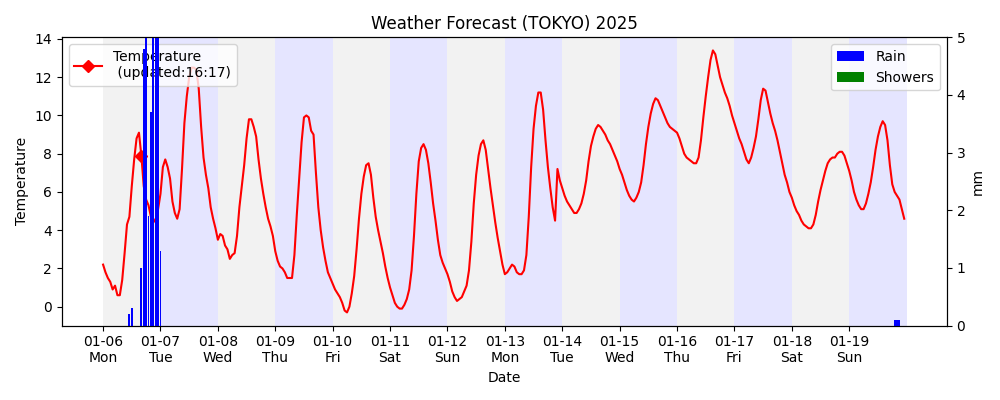 Weather Forecast (TOKYO) 2025
Temperature
(updated:16:17)
Rain
Showers
Temperature
14
12
10
8
6
4
2
0
5
4
3
2
1
0
mm
01-06 01-07 01-08 01-09 01-10 01-11 01-12 01-13 01-14 01-15 01-16 01-17 01-18 01-19
Mon Tue Wed Thu Fri Sat Sun Mon Tue Wed Thu Fri Sat Sun
Date